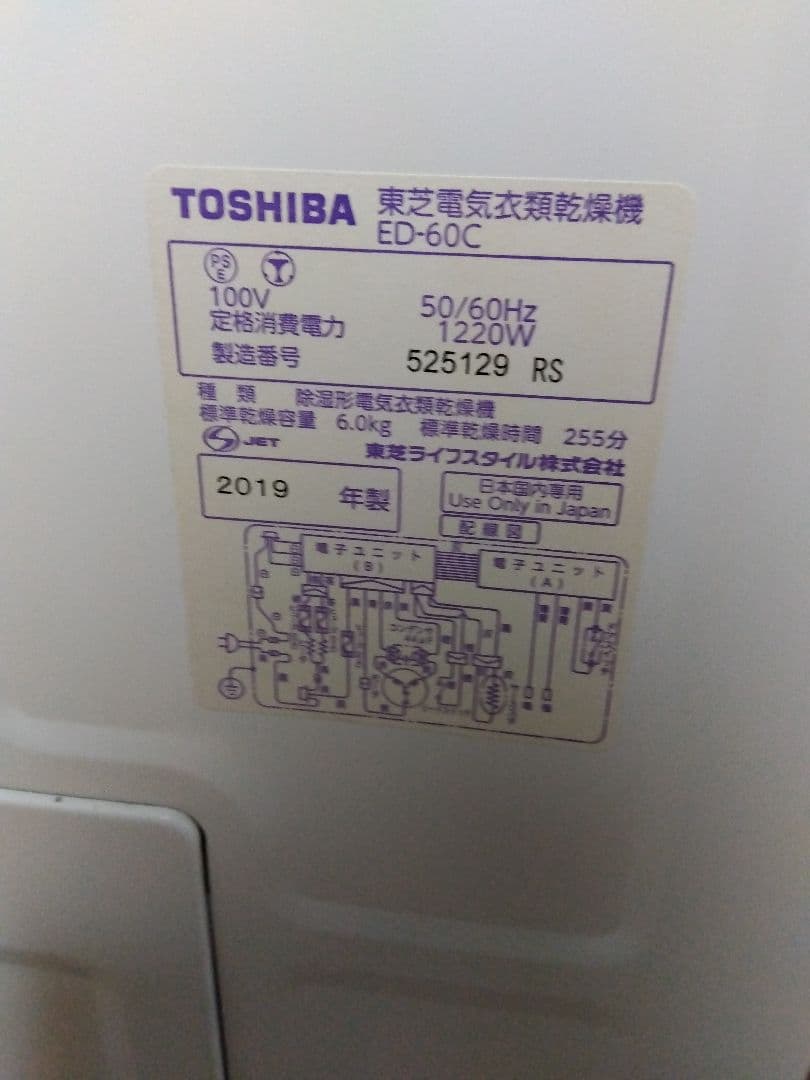 TOSHIBA 東芝電気衣類乾燥機
ED-60C
PS E
100V 50/60Hz
定格消費電力 1220W
製造番号 525129 RS
種 類 除湿形電気衣類乾燥機
標準乾燥容量 6.0kg 標準乾燥時間 255分
S JET 東芝ライフスタイル株式会社
2019 年製
日本国内専用
Use Only in Japan
配線図
電子ユニット
(B)
電子ユニット
(A)